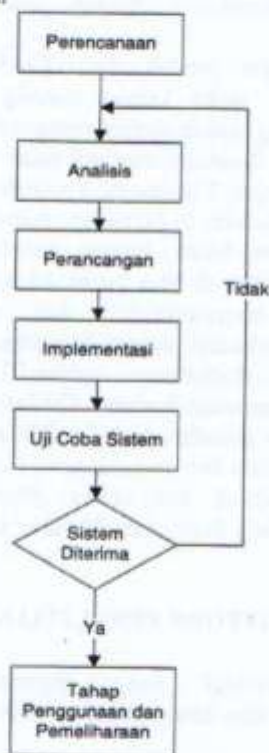 Perencanaan
Analisis
Perancangan
Tidak
Implementasi
Uji Coba Sistem
Sistem
Diterima
Ya
Tahap
Penggunaan dan
Pemeliharaan